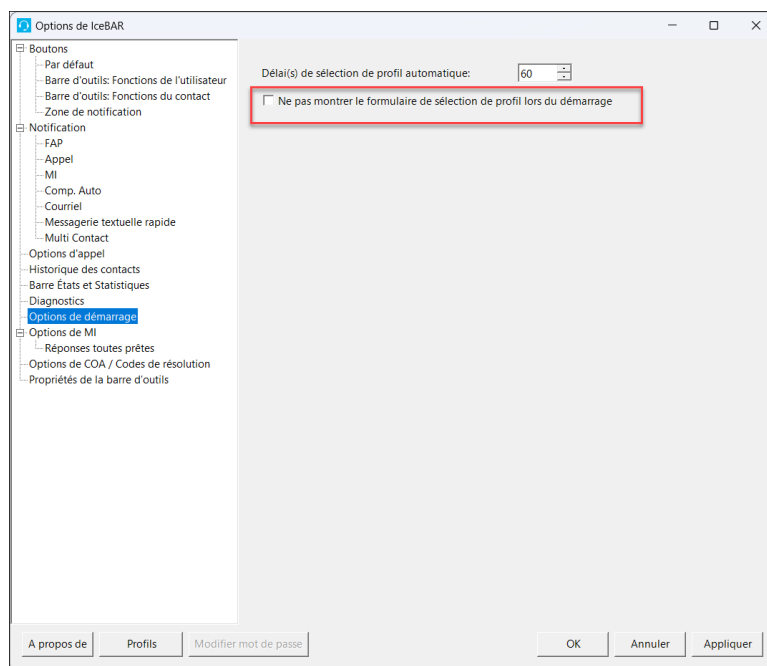 Options de IceBAR
Boutons
Par défaut
Barre d'outils: Fonctions de l'utilisateur
Barre d'outils: Fonctions du contact
Zone de notification
Notification
FAP
Appel
MI
Comp. Auto
Courriel
Messagerie textuelle rapide
Multi Contact
Options d'appel
Historique des contacts
Barre États et Statistiques
Diagnostics
Options de démarrage
Options de MI
Réponses toutes prêtes
Options de COA / Codes de résolution
Propriétés de la barre d'outils
Délai(s) de sélection de profil automatique: 60
Ne pas montrer le formulaire de sélection de profil lors du démarrage
A propos de Profils Modifier mot de passe OK Annuler Appliquer